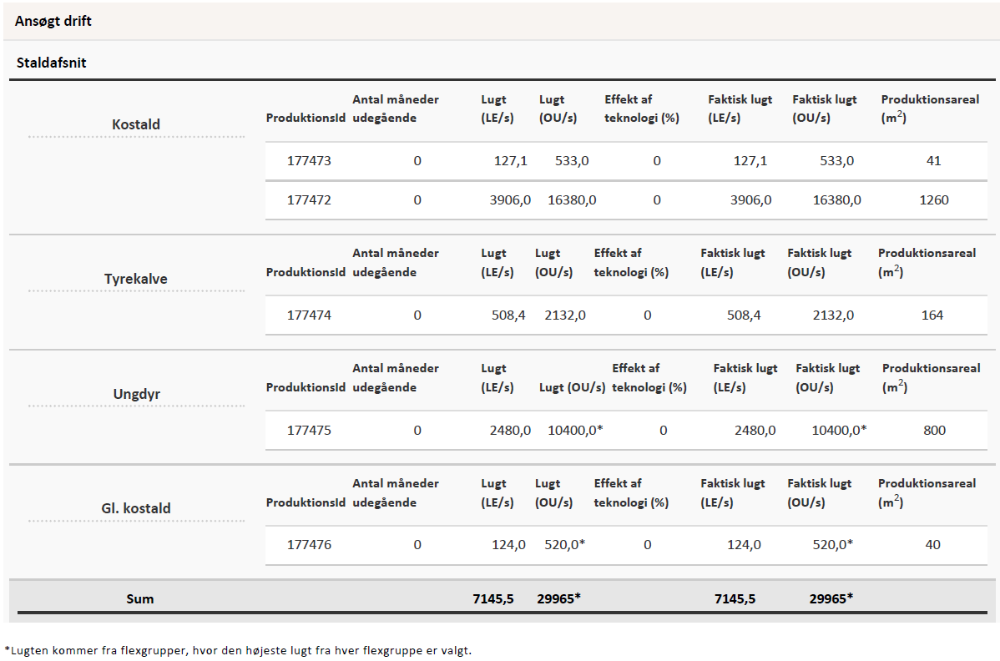 Ansøgt drift
Staldafsnit
Kostald
ProduktionsId Antal måneder udegående Lugt (LE/s) Lugt (OU/s) Effekt af teknologi (%) Faktisk lugt (LE/s) Faktisk lugt (OU/s) Produktionsareal (m²)
177473 0 127,1 533,0 0 127,1 533,0 41
177472 0 3906,0 16380,0 0 3906,0 16380,0 1260
Tyrekalve
ProduktionsId Antal måneder udegående Lugt (LE/s) Lugt (OU/s) Effekt af teknologi (%) Faktisk lugt (LE/s) Faktisk lugt (OU/s) Produktionsareal (m²)
177474 0 508,4 2132,0 0 508,4 2132,0 164
Ungdyr
ProduktionsId Antal måneder udegående Lugt (LE/s) Lugt (OU/s) Effekt af teknologi (%) Faktisk lugt (LE/s) Faktisk lugt (OU/s) Produktionsareal (m²)
177475 0 2480,0 10400,0* 0 2480,0 10400,0* 800
Gl. kostald
ProduktionsId Antal måneder udegående Lugt (LE/s) Lugt (OU/s) Effekt af teknologi (%) Faktisk lugt (LE/s) Faktisk lugt (OU/s) Produktionsareal (m²)
177476 0 124,0 520,0* 0 124,0 520,0* 40
Sum 7145,5 29965* 7145,5 29965*
*Lugten kommer fra flexgrupper, hvor den højeste lugt fra hver flexgruppe er valgt.